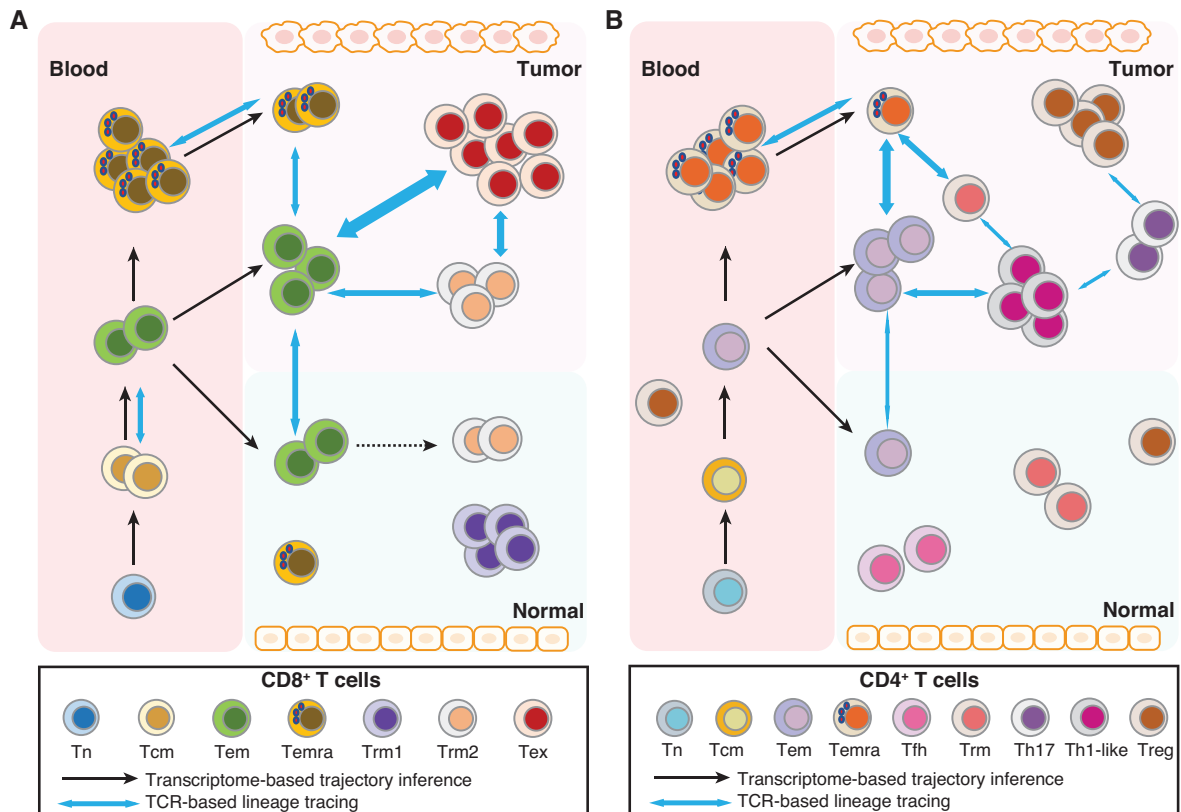 A
Blood
Tumor
Normal
CD8+ T cells
Tn Tcm Tem Temra Trm1 Trm2 Tex
Transcriptome-based trajectory inference
TCR-based lineage tracing
B
Blood
Tumor
Normal
CD4+ T cells
Tn Tcm Tem Temra Tfh Trm Th17 Th1-like Treg
Transcriptome-based trajectory inference
TCR-based lineage tracing